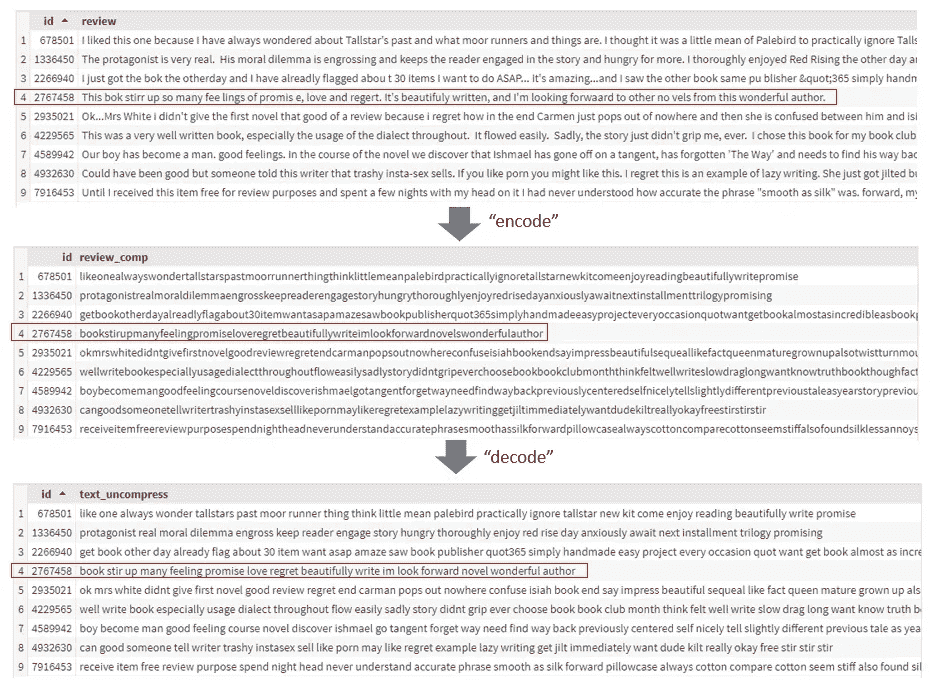 id review
1 678501 I liked this one because I have always wondered about Tallstar's past and what moor runners and things are. I thought it was a little mean of Palebird to practically ignore Talls
2 1336450 The protagonist is very real. His moral dilemma is engrossing and keeps the reader engaged in the story and hungry for more. I thoroughly enjoyed Red Rising the other day ar
3 2266940 I just got the bok the otherday and I have alreadly flagged abou t 30 items I want to do ASAP... It's amazing...and I saw the other book same pu blisher &quot;365 simply handm
4 2767458 This bok stirr up so many fee lings of promis e, love and regert. It's beautifuly written, and I'm looking forwaard to other no vels from this wonderful author.
5 2935021 Ok...Mrs White i didn't give the first novel that good of a review because i regret how in the end Carmen just pops out of nowhere and then she is confused between him and isi
6 4229565 This was a very well written book, especially the usage of the dialect throughout. It flowed easily. Sadly, the story just didn't grip me, ever. I chose this book for my book club
7 4589942 Our boy has become a man. good feelings. In the course of the novel we discover that Ishmael has gone off on a tangent, has forgotten 'The Way' and needs to find his way bac
8 4932630 Could have been good but someone told this writer that trashy insta-sex sells. If you like porn you might like this. I regret this is an example of lazy writing. She just got jilted bu
9 7916453 Until I received this item free for review purposes and spent a few nights with my head on it I had never understood how accurate the phrase "smooth as silk" was. forward, my
"encode"
id review_comp
1 678501 likeonealwayswondertallstarspastmoorrunnerthingthinklittlemeanpalebirdpracticallyignoretallstarnewkitcomeenjoyreadingbeautifullywritepromise
2 1336450 protagonistrealmoraldilemmaengrosskeepreaderengagestoryhungrythoroughlyenjoyredrisedayanxiouslyawaitnextinstallmenttrilogypromising
3 2266940 getbookotherdayalreadyflagabout30itemwantasapamazesawbookpublisherquot365simplyhandmadeeasyprojecteveryoccasionquotwantgetbookalmostasincredibleasbookp
4 2767458 bookstirupmanyfeelingpromiseloveregretbeautifullywriteimlookforwardnovelswonderfulauthor
5 2935021 okmrswhitedidntgivefirstnovelgoodreviewregretendcarmanpopsoutnowhereconfuseisiahbookendsayimpressbeautifulsequeallikefactqueenmaturegrownupalsotwistturnmou
6 4229565 wellwritebookespeciallyusagedialectthroughoutfloweasilysadlystorydidntgripeverchoosebookbookclubmonththinkfeltwellwriteslowdraglongwantknowtruthbookthoughfact
7 4589942 boybecomemangoodfeelingcoursenoveldiscoverishmaelgotangentforgetwayneedfindwaybackpreviouslycenteredselfnicelytellslightlydifferentprevioustaleasyearstorypreviou
8 4932630 cangoodsomeonetellwritertrashyinstasexselllikepornmaylikeregretexamplelazywritinggetjiltimmediatelywantdudekiltreallyokayfreestirstirstir
9 7916453 receiveitemfreereviewpurposespendnightheadneverunderstandaccuratephrasesmoothassilkforwardpillowcasealwayscottoncomparecottonseemstiffalsofoundsilklessannoys
"decode"
id text_uncompress
1 678501 like one always wonder tallstars past moor runner thing think little mean palebird practically ignore tallstar new kit come enjoy reading beautifully write promise
2 1336450 protagonist real moral dilemma engross keep reader engage story hungry thoroughly enjoy red rise day anxiously await next installment trilogy promising
3 2266940 get book other day already flag about 30 item want asap amaze saw book publisher quot365 simply handmade easy project every occasion quot want get book almost as incre
4 2767458 book stir up many feeling promise love regret beautifully write im look forward novel wonderful author
5 2935021 ok mrs white didnt give first novel good review regret end carman pops out nowhere confuse isiah book end say impress beautiful sequeal like fact queen mature grown up als
6 4229565 well write book especially usage dialect throughout flow easily sadly story didnt grip ever choose book book club month think felt well write slow drag long want know truth b
7 4589942 boy become man good feeling course novel discover ishmael go tangent forget way need find way back previously centered self nicely tell slightly different previous tale as yea
8 4932630 can good someone tell writer trashy instasex sell like porn may like regret example lazy writing get jilt immediately want dude kilt really okay free stir stir stir
9 7916453 receive item free review purpose spend night head never understand accurate phrase smooth as silk forward pillowcase always cotton compare cotton seem stiff also found sil